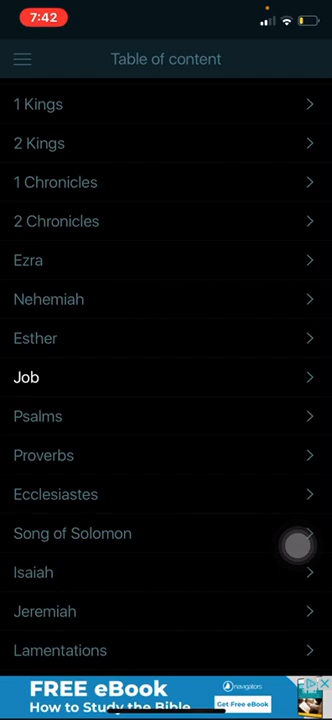 7:42
Table of content
1 Kings
2 Kings
1 Chronicles
2 Chronicles
Ezra
Nehemiah
Esther
Job
Psalms
Proverbs
Ecclesiastes
Song of Solomon
Isaiah
Jeremiah
Lamentations
FREE eBook
How to Study the Bible
navigators
Get Free eBook